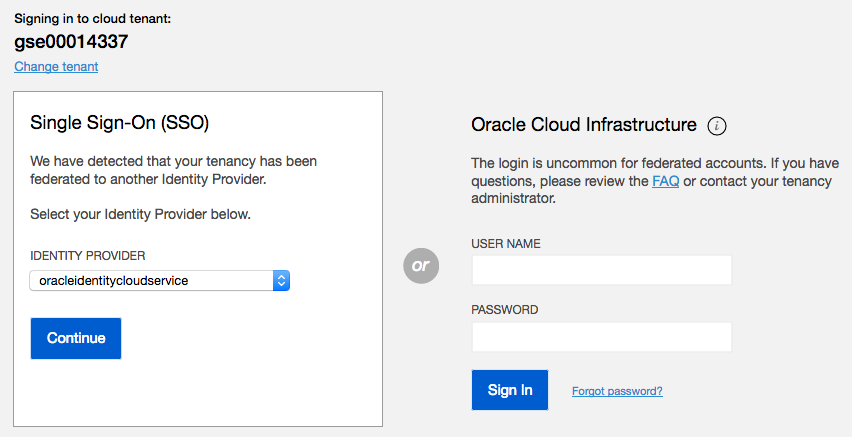 Signing in to cloud tenant:
gse00014337
Change tenant
Single Sign-On (SSO)
We have detected that your tenancy has been
federated to another Identity Provider.
Select your Identity Provider below.
IDENTITY PROVIDER
oracleidentitycloudservice
Continue
or
Oracle Cloud Infrastructure i
The login is uncommon for federated accounts. If you have
questions, please review the FAQ or contact your tenancy
administrator.
USER NAME
PASSWORD
Sign In Forgot password?